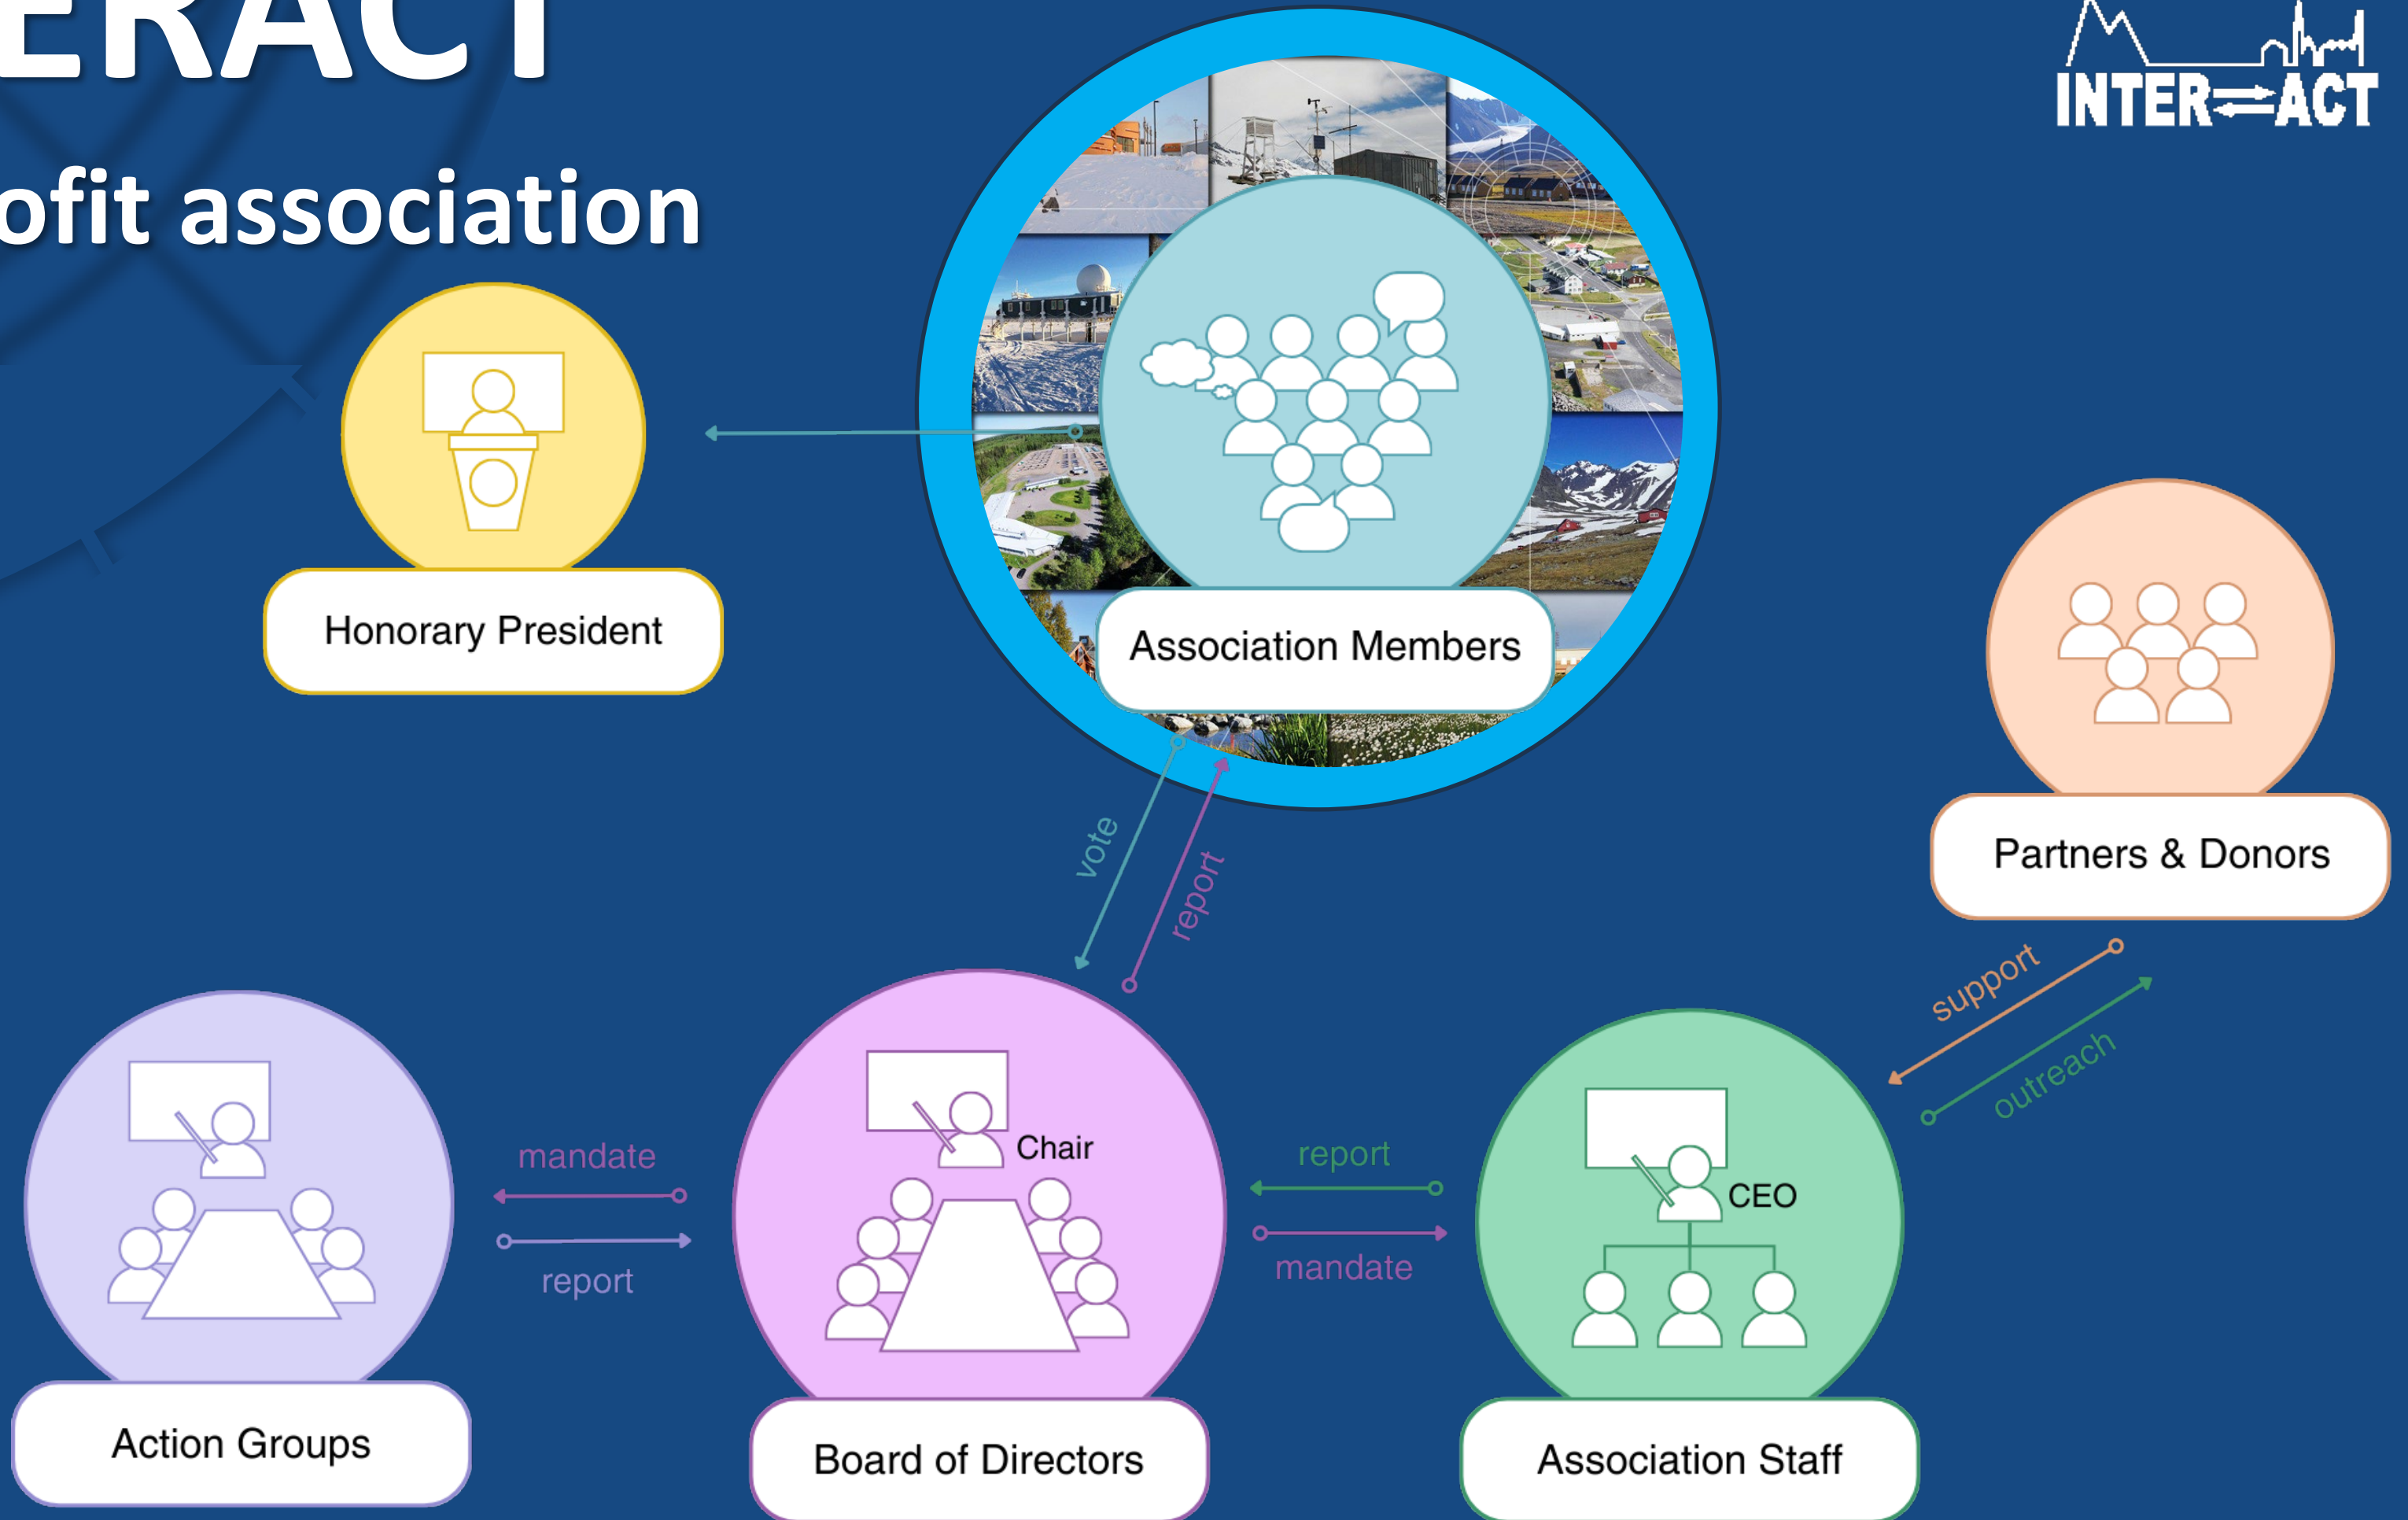 ERACT
ofit association
INTER ACT
Honorary President
Association Members
Partners & Donors
vote
report
support
outreach
mandate
report
Chair
report
mandate
CEO
Action Groups
Board of Directors
Association Staff